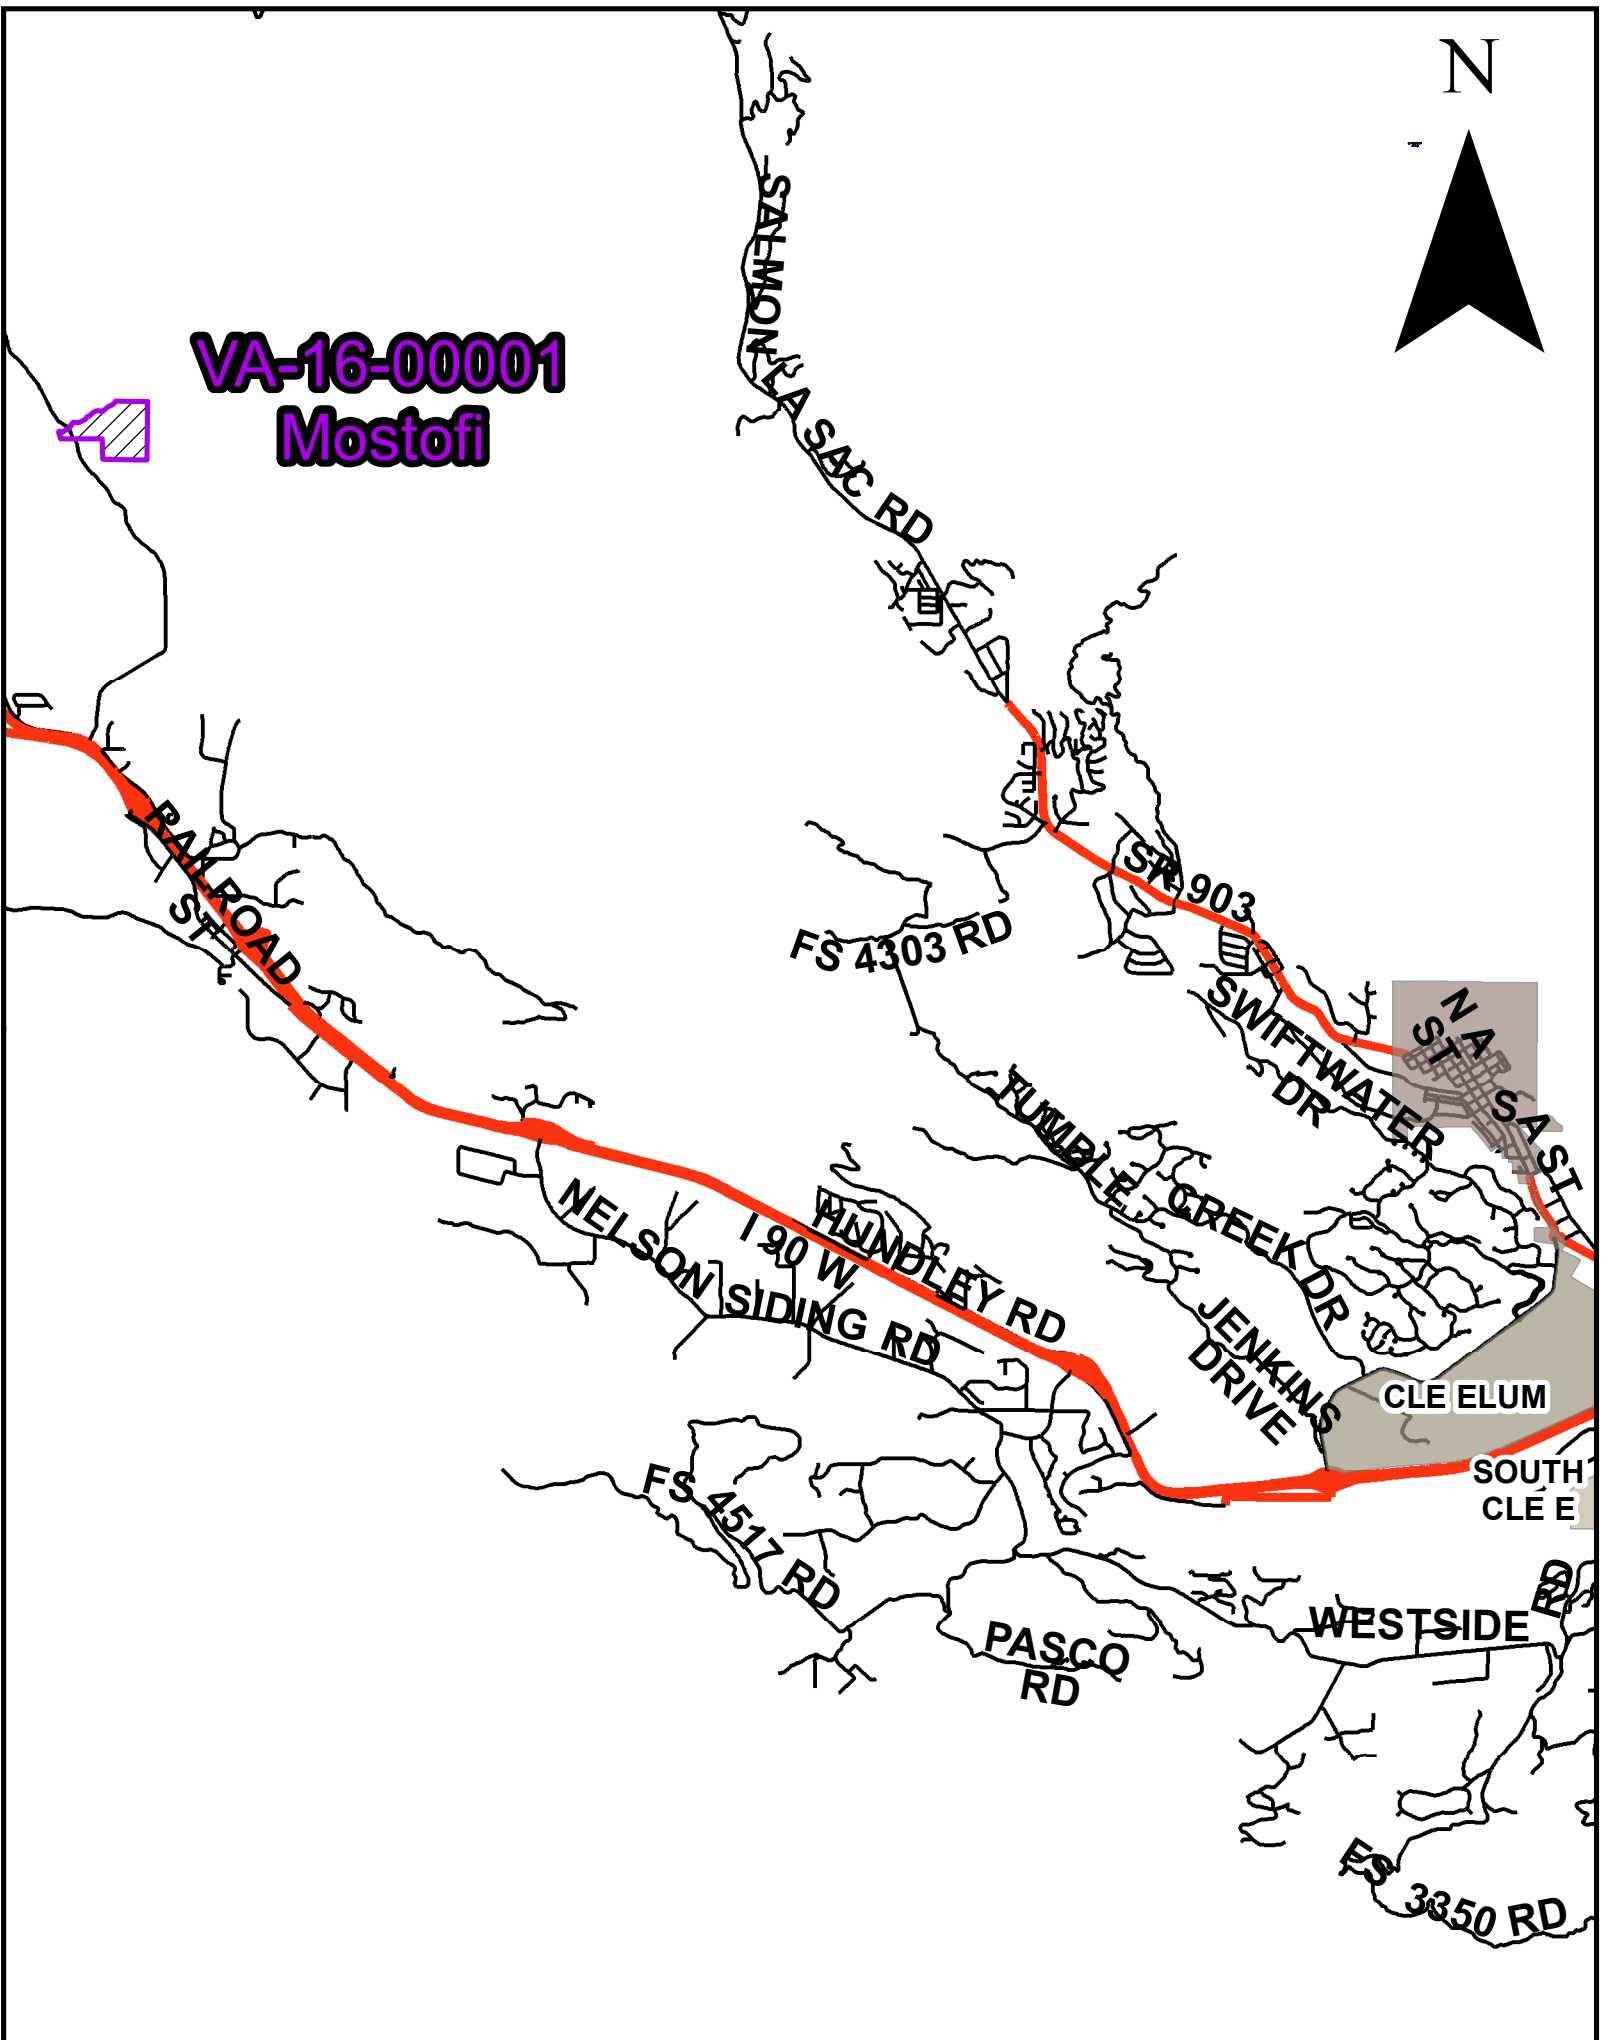 N
SALMON LA SAC RD
VA-16-00001
Mostofi
RAILROAD
ST
SR 903
FS 4303 RD
SWIFTWATER
DR
N A
ST
S A ST
TUMBLE CREEK DR
NELSON SIDING RD
I 90 W
HUNDLEY RD
JENKINS
DRIVE
CLE ELUM
SOUTH
CLE E
FS 4517 RD
PASCO
RD
WESTSIDE
RD
FS 3350 RD